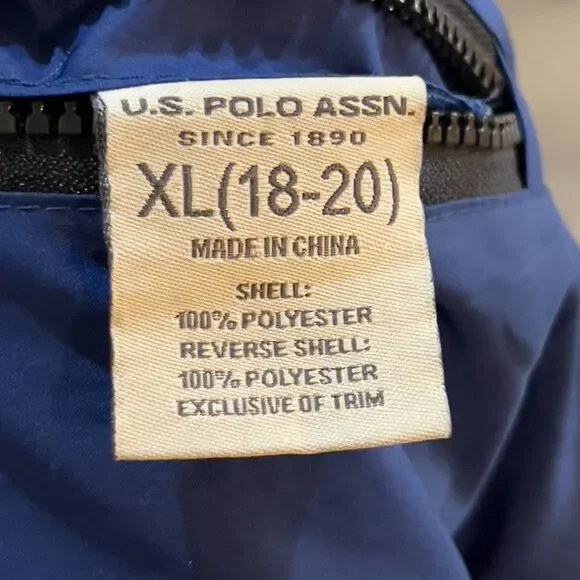 U.S. POLO ASSN.
SINCE 1890
XL(18-20)
MADE IN CHINA
SHELL:
100% POLYESTER
REVERSE SHELL:
100% POLYESTER
EXCLUSIVE OF TRIM